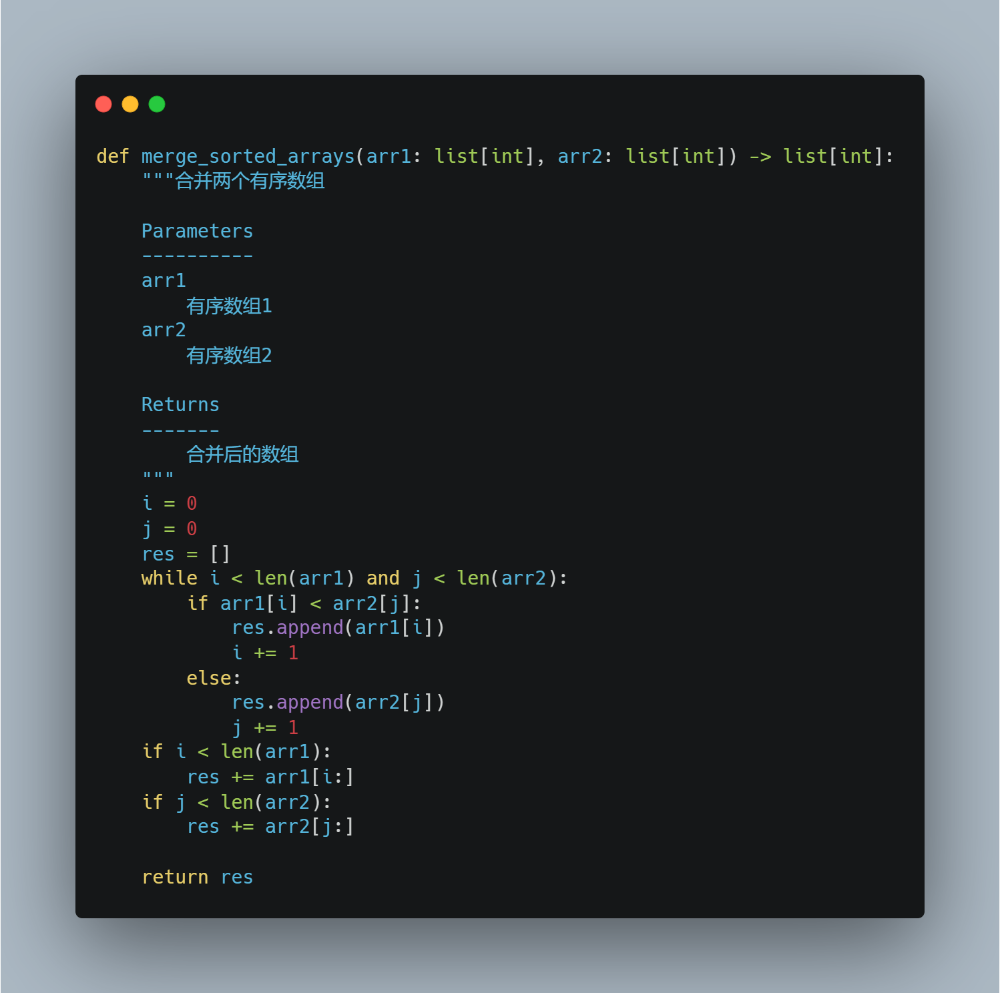 def merge_sorted_arrays(arr1: list[int], arr2: list[int]) -> list[int]:
    """合并两个有序数组

    Parameters
    ----------
    arr1
        有序数组1
    arr2
        有序数组2

    Returns
    -------
        合并后的数组
    """
    i = 0
    j = 0
    res = []
    while i < len(arr1) and j < len(arr2):
        if arr1[i] < arr2[j]:
            res.append(arr1[i])
            i += 1
        else:
            res.append(arr2[j])
            j += 1
    if i < len(arr1):
        res += arr1[i:]
    if j < len(arr2):
        res += arr2[j:]

    return res